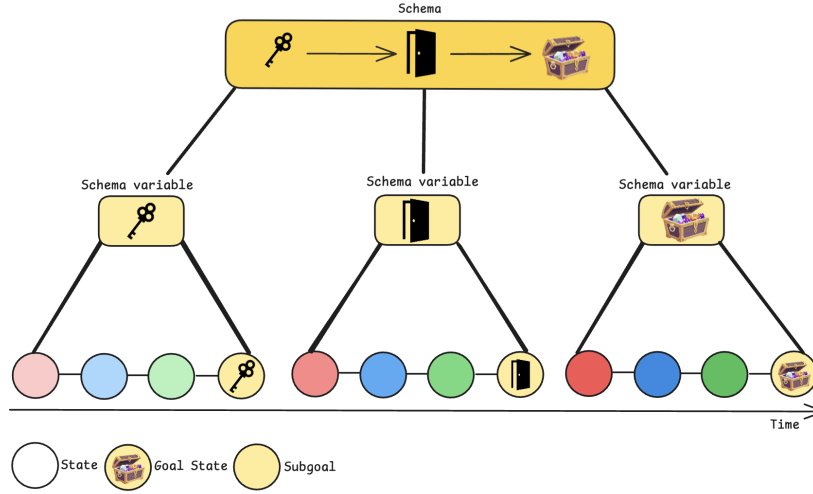 Schema
Schema variable
Schema variable
Schema variable
Time
State
Goal State
Subgoal